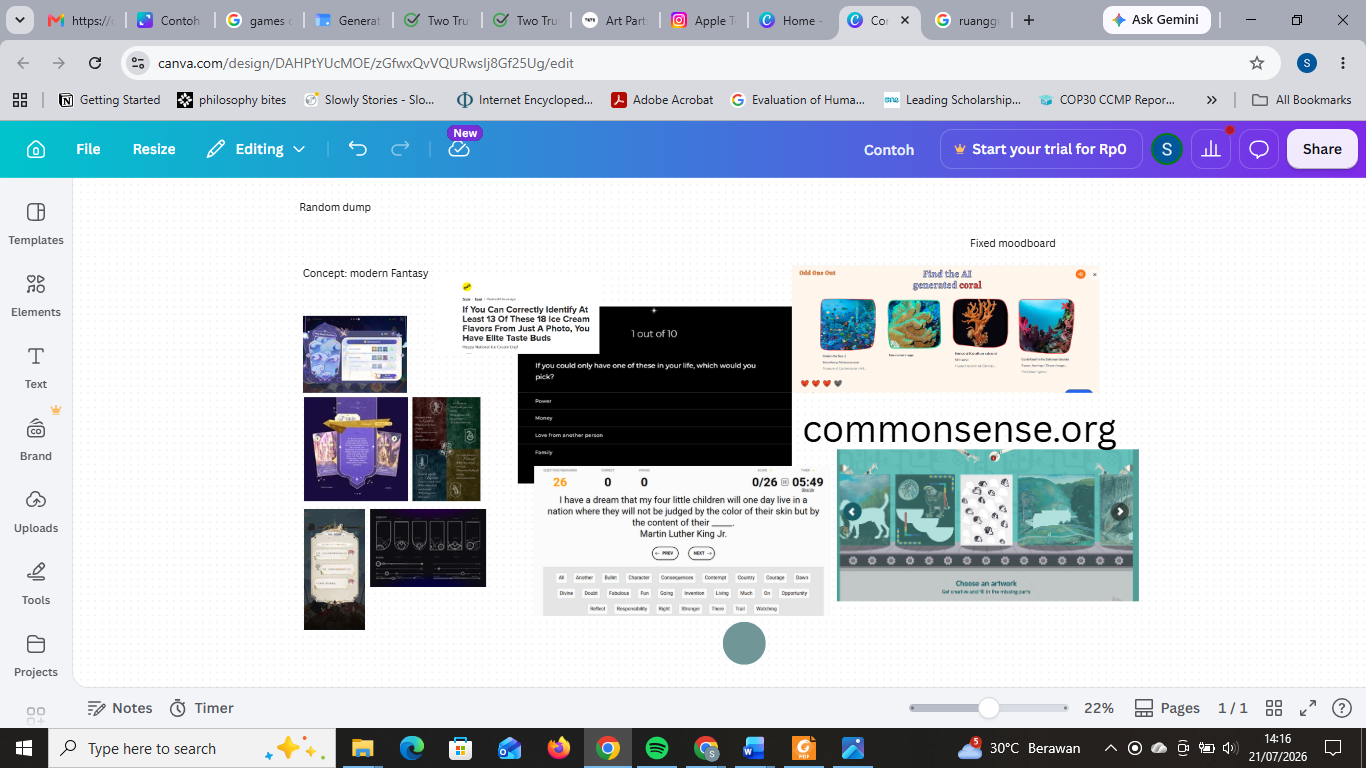 https://c
Contoh
games
Generat
Two Tru
Two Tru
Art Part
Apple T
Home -
Co
ruangg
Ask Gemini
canva.com/design/DAHPtYUcMOE/zGfwxQvVQURwsIj8Gf25Ug/edit
S
Getting Started
philosophy bites
Slowly Stories - Slo...
Internet Encycloped...
Adobe Acrobat
Evaluation of Huma...
Leading Scholarship...
COP30 CCMP Repor...
All Bookmarks
File
Resize
Editing
New
Contoh
Start your trial for Rp0
S
Share
Templates
Elements
Text
Brand
Uploads
Tools
Projects
Random dump
Fixed moodboard
Concept: modern Fantasy
If You Can Correctly Identify At
Least 13 Of These 18 Ice Cream
Flavors From Just A Photo, You
Have Elite Taste Buds
Happy National Ice Cream Day!
1 out of 10
If you could only have one of these in your life, which would you
pick?
Power
Money
Love from another person
Family
Odd One Out
Find the AI
generated coral
commonsense.org
26
0
0
0/26
05:49
I have a dream that my four little children will one day live in a
nation where they will not be judged by the color of their skin but by
the content of their _____.
Martin Luther King Jr.
← PREV
NEXT →
All Another Bullet Character Consequences Contempt Country Courage Dawn
Divine Doubt Fabulous Fun Going Invention Living Much On Opportunity
Reflect Responsibility Right Stronger There Trail Watching
Choose an artwork
Get creative and fill in the missing parts
Notes
Timer
22%
Pages
1 / 1
Type here to search
5
30°C Berawan
14:16
21/07/2026